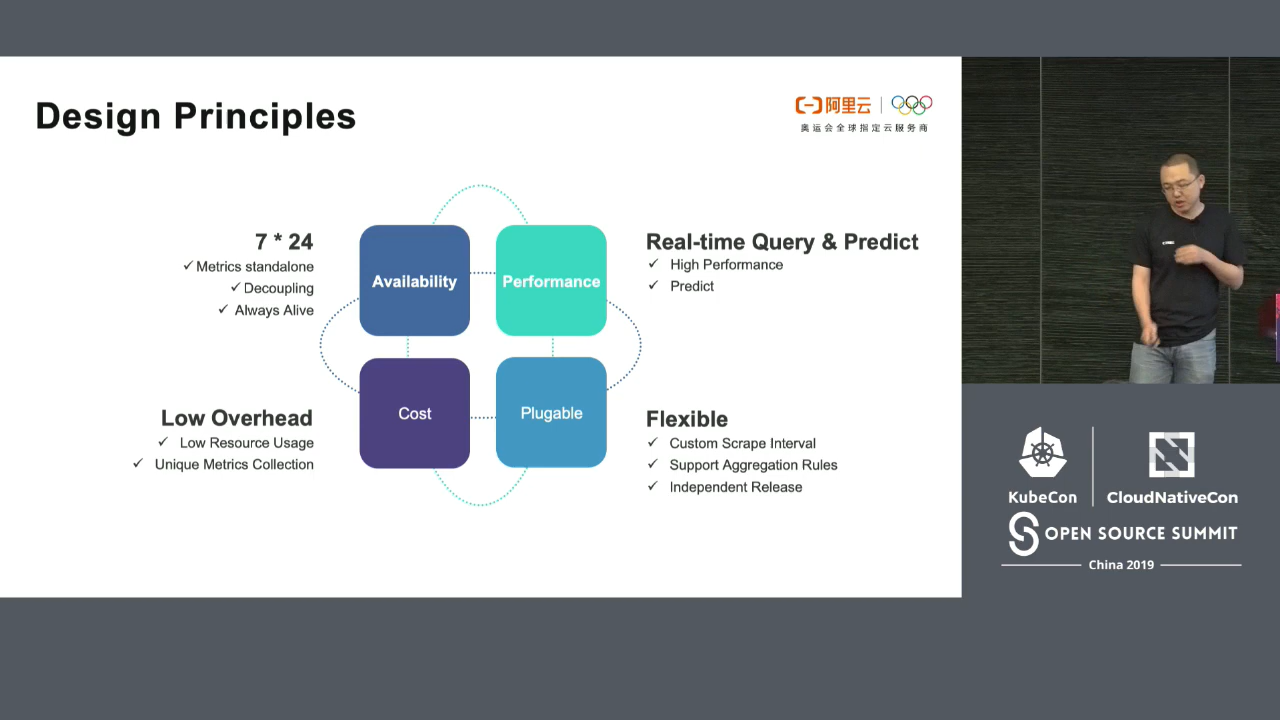 Design Principles
阿里云
奥运会全球指定云服务商
7 * 24
Metrics standalone
Decoupling
Always Alive
Availability
Performance
Real-time Query & Predict
High Performance
Predict
Low Overhead
Low Resource Usage
Unique Metrics Collection
Cost
Plugable
Flexible
Custom Scrape Interval
Support Aggregation Rules
Independent Release
KubeCon
CloudNativeCon
OPEN SOURCE SUMMIT
China 2019